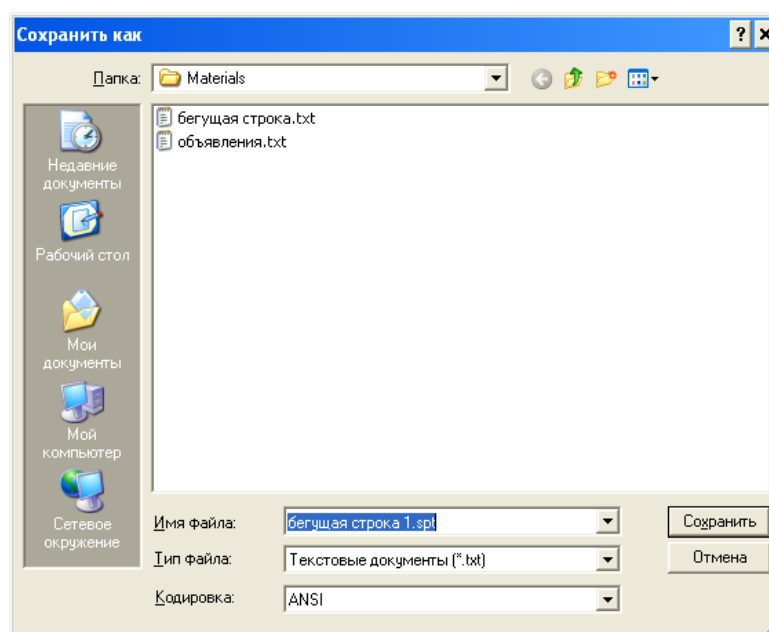 Сохранить как
Папка: Materials
бегущая строка.txt
объявления.txt
Недавние
документы
Рабочий стол
Мои
документы
Мой
компьютер
Сетевое
окружение
Имя файла: бегущая строка 1.spt Сохранить
Тип файла: Текстовые документы (*.txt) Отмена
Кодировка: ANSI